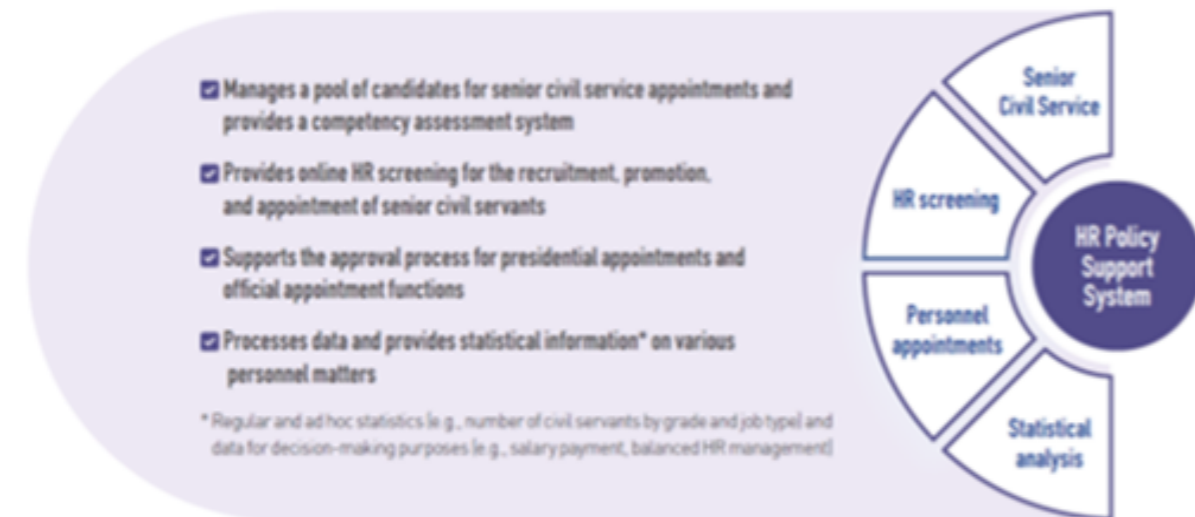 Manages a pool of candidates for senior civil service appointments and
provides a competency assessment system
Provides online HR screening for the recruitment, promotion,
and appointment of senior civil servants
Supports the approval process for presidential appointments and
official appointment functions
Processes data and provides statistical information* on various
personnel matters
* Regular and ad hoc statistics (e.g., number of civil servants by grade and job type) and
data for decision-making purposes (e.g., salary payment, balanced HR management)
Senior
Civil Service
HR screening
Personnel
appointments
Statistical
analysis
HR Policy
Support
System